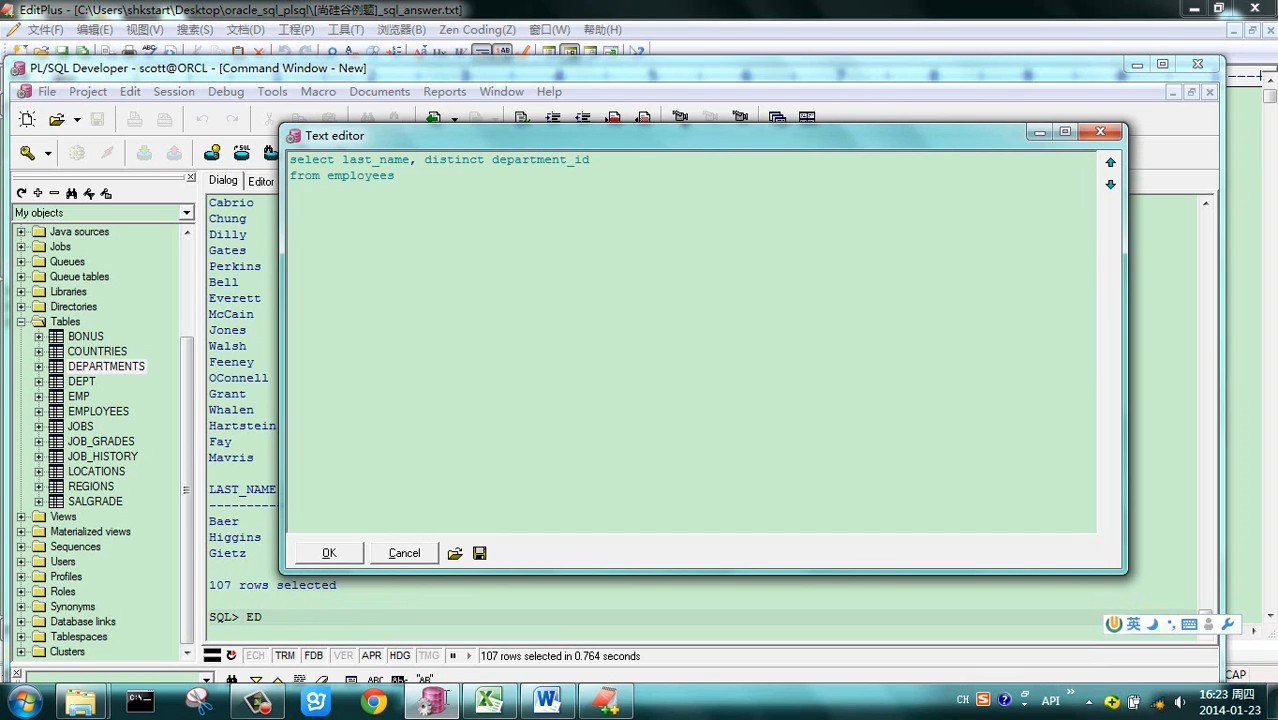 EditPlus - [C:\Users\shkstart\Desktop\oracle_sql_plsql\[尚硅谷例题]_sql_answer.txt]
文件(F) 编辑(E) 视图(V) 搜索(S) 文档(D) 工程(P) 工具(T) 浏览器(B) Zen Coding(Z) 窗口(W) 帮助(H)
PL/SQL Developer - scott@ORCL - [Command Window - New]
File Project Edit Session Debug Tools Macro Documents Reports Window Help
Text editor
select last_name, distinct department_id
from employees
OK Cancel
My objects
Java sources
Jobs
Queues
Queue tables
Libraries
Directories
Tables
BONUS
COUNTRIES
DEPARTMENTS
DEPT
EMP
EMPLOYEES
JOBS
JOB_GRADES
JOB_HISTORY
LOCATIONS
REGIONS
SALGRADE
Views
Materialized views
Sequences
Users
Profiles
Roles
Synonyms
Database links
Tablespaces
Clusters
Dialog Editor
Cabrio
Chung
Dilly
Gates
Perkins
Bell
Everett
McCain
Jones
Walsh
Feeney
OConnell
Grant
Whalen
Hartstein
Fay
Mavris
LAST_NAME
----------
Baer
Higgins
Gietz
107 rows selected
SQL> ED
英
ECH TRM FDB VER APR HDG TMG 107 rows selected in 0.764 seconds
"AB"
CAP
CH API
16:23 周四
2014-01-23